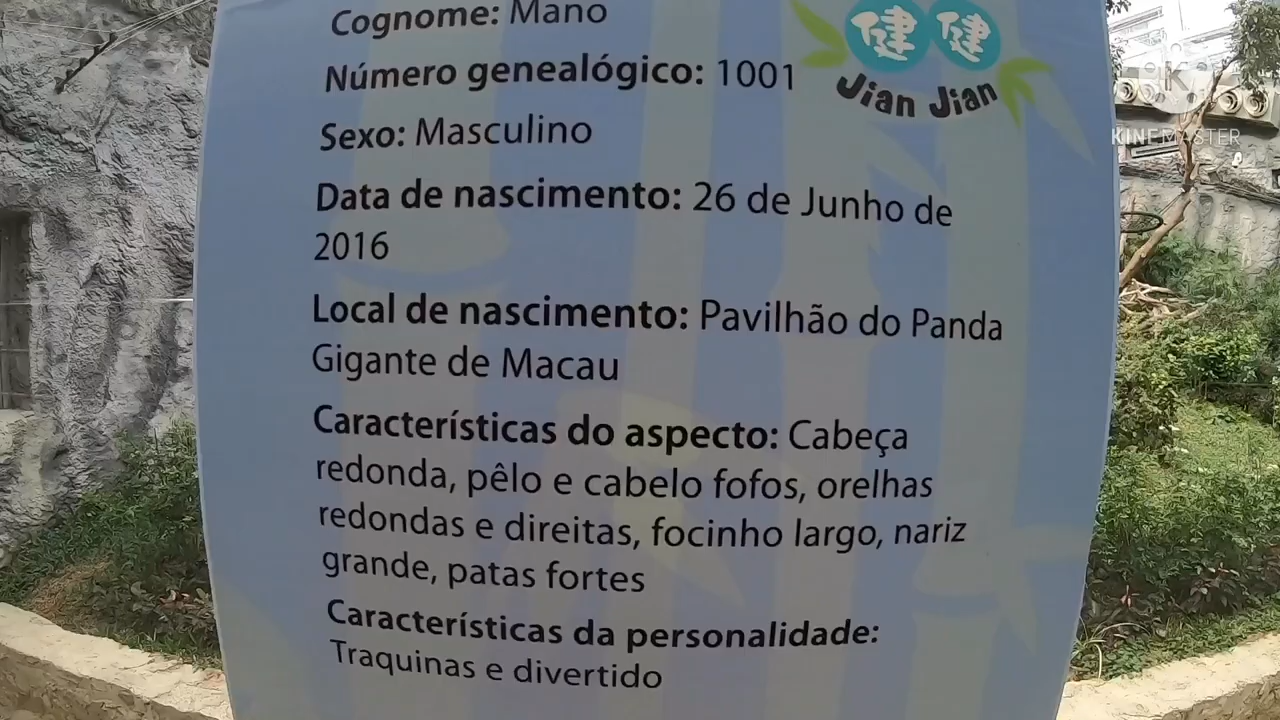 Cognome: Mano
健 健
Jian Jian
Número genealógico: 1001
Sexo: Masculino
Data de nascimento: 26 de Junho de
2016
Local de nascimento: Pavilhão do Panda
Gigante de Macau
Características do aspecto: Cabeça
redonda, pêlo e cabelo fofos, orelhas
redondas e direitas, focinho largo, nariz
grande, patas fortes
Características da personalidade:
Traquinas e divertido
KINEMASTER